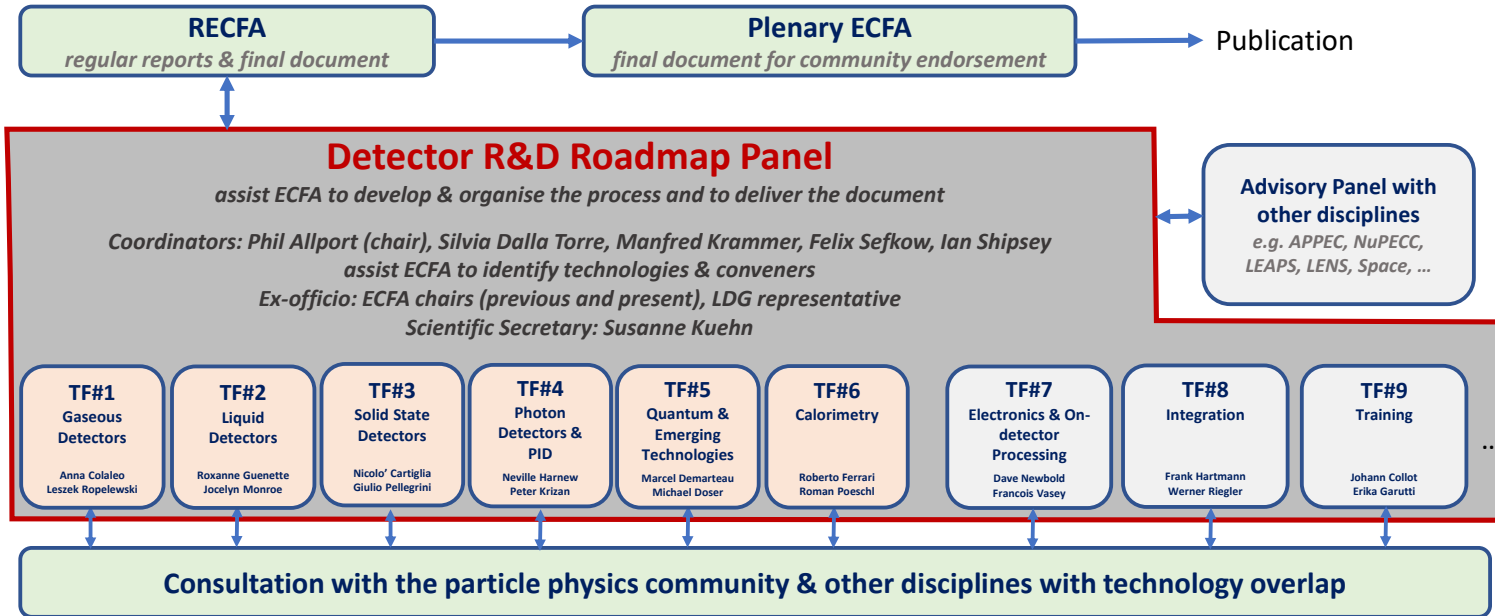 RECFA
regular reports & final document
Plenary ECFA
final document for community endorsement
Publication
Detector R&D Roadmap Panel
assist ECFA to develop & organise the process and to deliver the document
Coordinators: Phil Allport (chair), Silvia Dalla Torre, Manfred Krammer, Felix Sefkow, Ian Shipsey
assist ECFA to identify technologies & conveners
Ex-officio: ECFA chairs (previous and present), LDG representative
Scientific Secretary: Susanne Kuehn
Advisory Panel with
other disciplines
e.g. APPEC, NuPECC,
LEAPS, LENS, Space, ...
TF#1
Gaseous
Detectors
Anna Colaleo
Leszek Ropelewski
TF#2
Liquid
Detectors
Roxanne Guenette
Jocelyn Monroe
TF#3
Solid State
Detectors
Nicolo' Cartiglia
Giulio Pellegrini
TF#4
Photon
Detectors &
PID
Neville Harnew
Peter Krizan
TF#5
Quantum &
Emerging
Technologies
Marcel Demarteau
Michael Doser
TF#6
Calorimetry
Roberto Ferrari
Roman Poeschl
TF#7
Electronics & On-
detector
Processing
Dave Newbold
Francois Vasey
TF#8
Integration
Frank Hartmann
Werner Riegler
TF#9
Training
Johann Collot
Erika Garutti
...
Consultation with the particle physics community & other disciplines with technology overlap